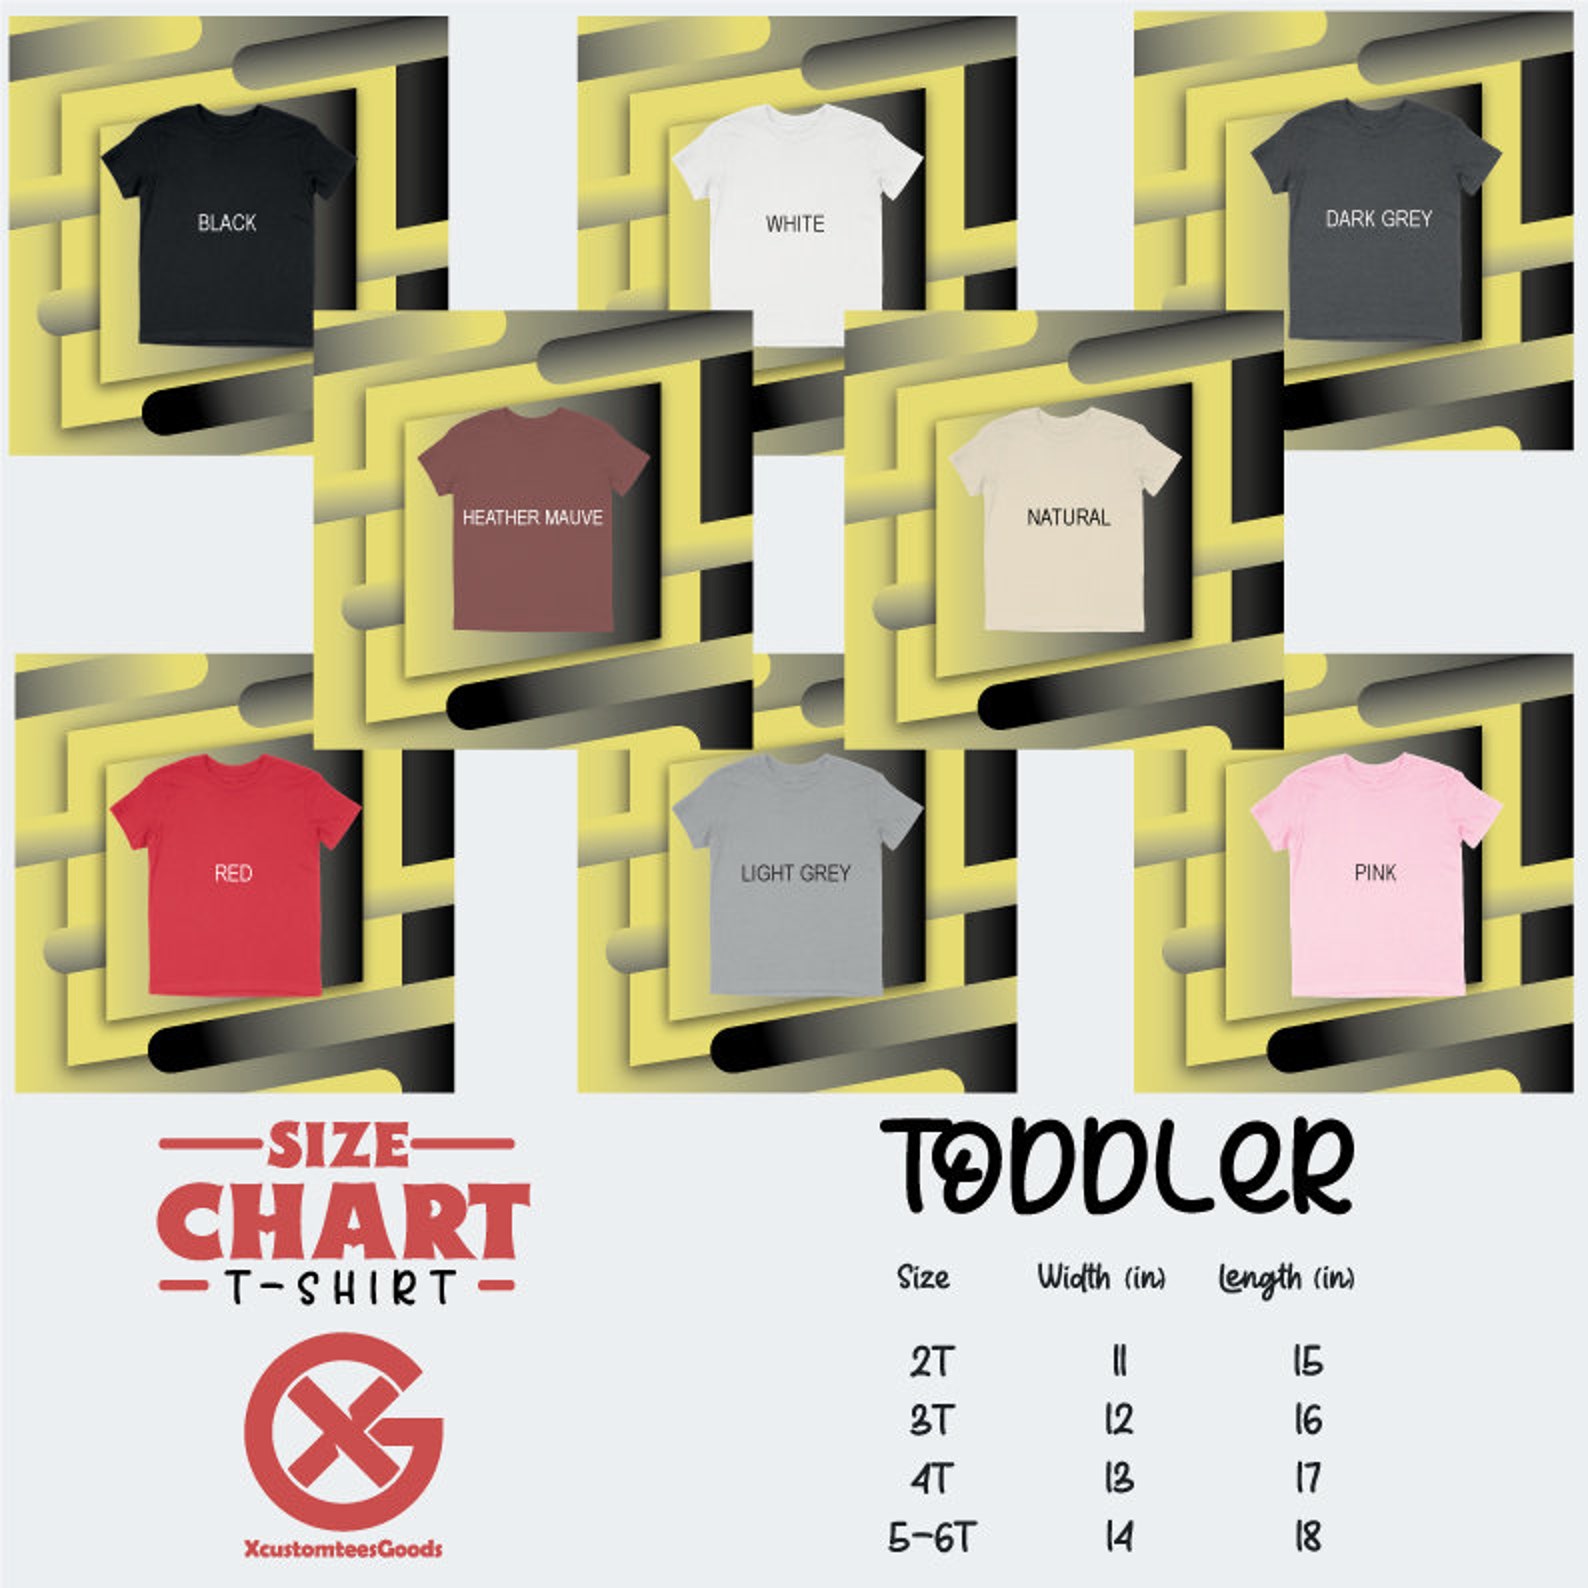 BLACK
WHITE
DARK GREY
HEATHER MAUVE
NATURAL
RED
LIGHT GREY
PINK
SIZE
CHART
T-SHIRT
XcustomteesGoods
TODDLeR
Size Width (in) Length (in)
2T 11 15
3T 12 16
4T 13 17
5-6T 14 18